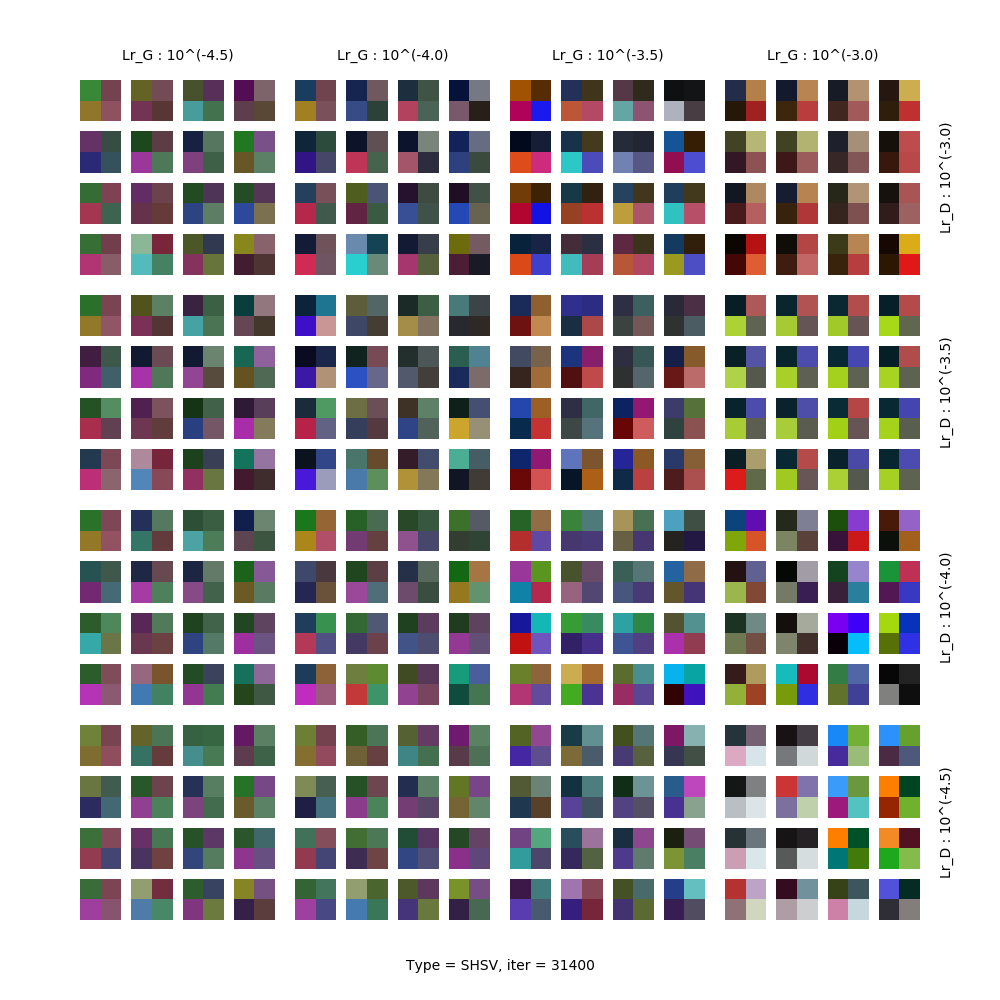 Lr_G : 10^(-4.5)
Lr_G : 10^(-4.0)
Lr_G : 10^(-3.5)
Lr_G : 10^(-3.0)
Lr_D : 10^(-3.0)
Lr_D : 10^(-3.5)
Lr_D : 10^(-4.0)
Lr_D : 10^(-4.5)
Type = SHSV, iter = 31400